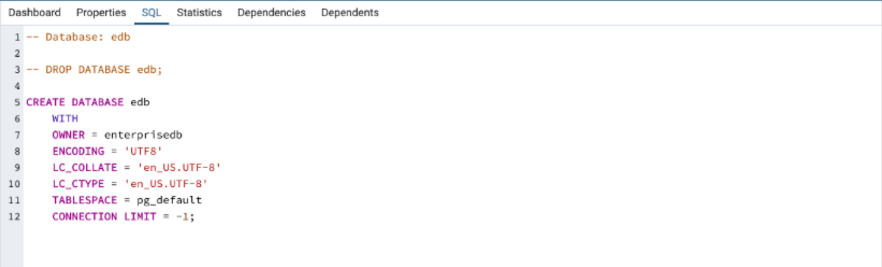 Dashboard Properties SQL Statistics Dependencies Dependents
1 -- Database: edb
2
3 -- DROP DATABASE edb;
4
5 CREATE DATABASE edb
6 WITH
7 OWNER = enterprisedb
8 ENCODING = 'UTF8'
9 LC_COLLATE = 'en_US.UTF-8'
10 LC_CTYPE = 'en_US.UTF-8'
11 TABLESPACE = pg_default
12 CONNECTION LIMIT = -1;